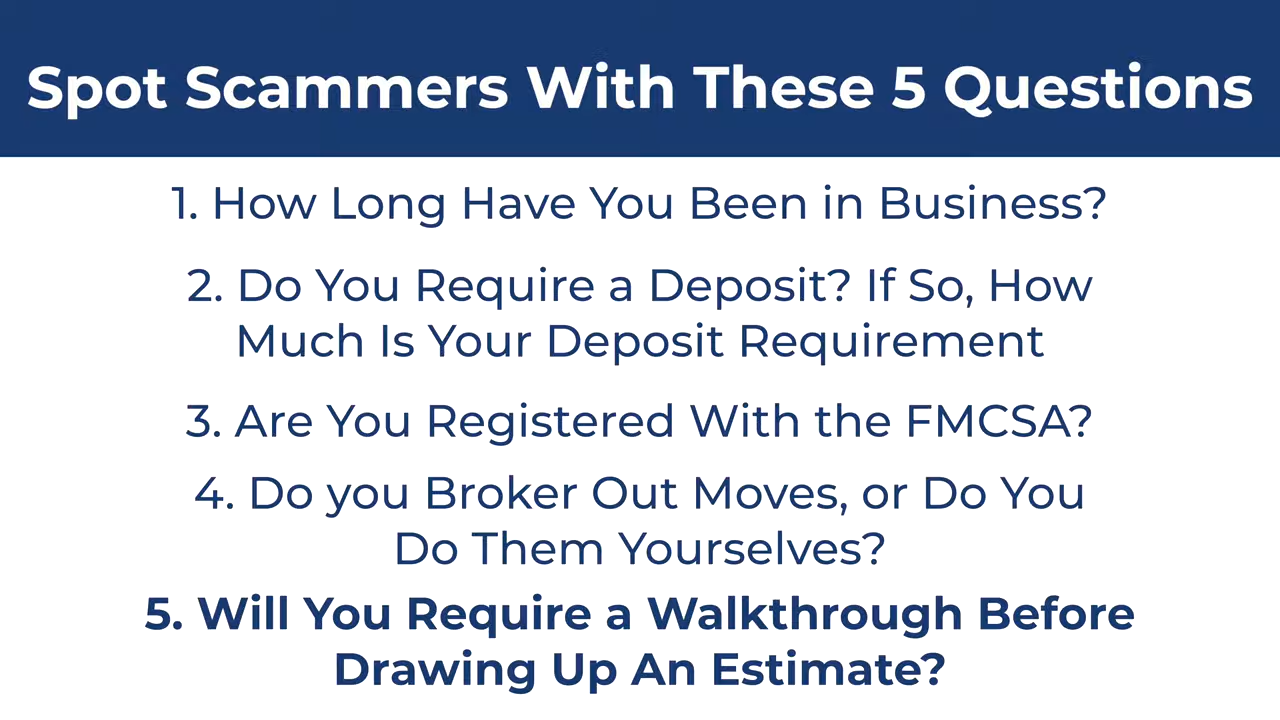 Spot Scammers With These 5 Questions
1. How Long Have You Been in Business?
2. Do You Require a Deposit? If So, How
Much Is Your Deposit Requirement
3. Are You Registered With the FMCSA?
4. Do you Broker Out Moves, or Do You
Do Them Yourselves?
5. Will You Require a Walkthrough Before
Drawing Up An Estimate?